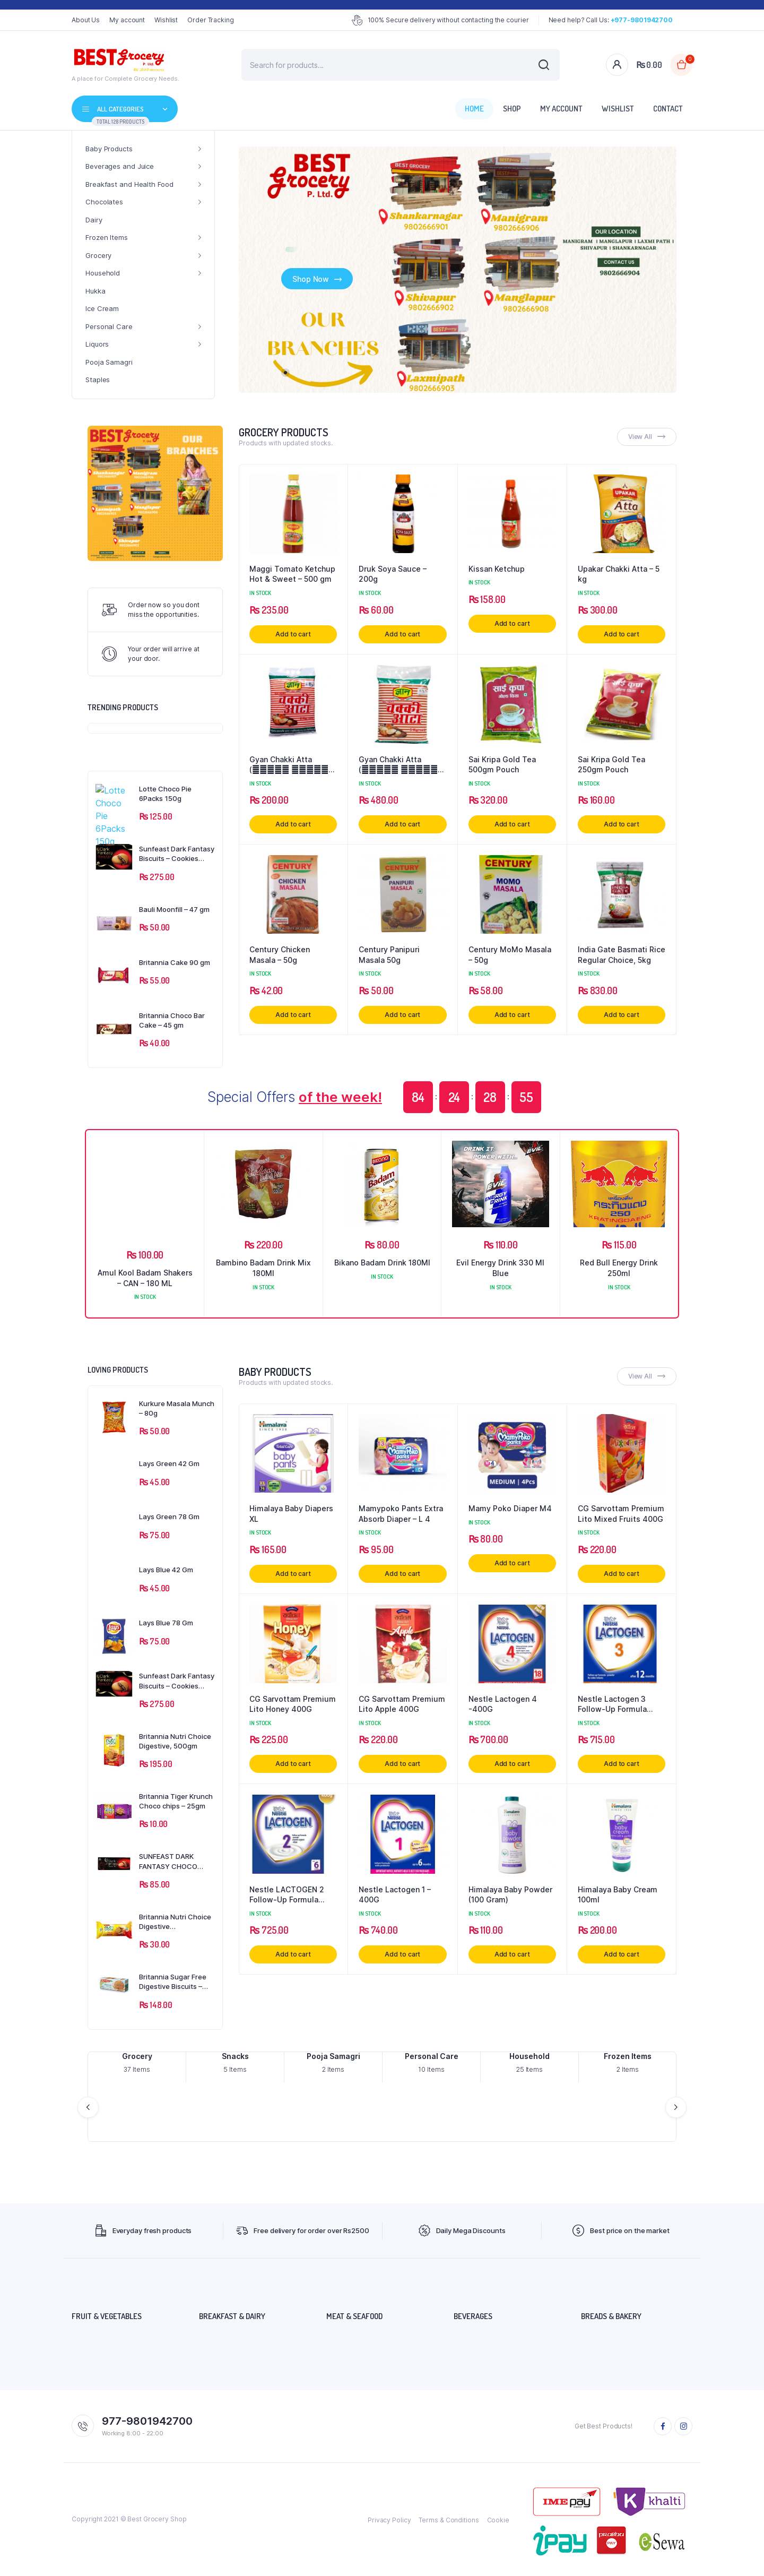 About Us My account Wishlist Order Tracking
100% Secure delivery without contacting the courier
Need help? Call Us: +977-9801942700
BEST Grocery
A place for Complete Grocery Needs.
Search for products...
₨ 0.00
0
ALL CATEGORIES
TOTAL 128 PRODUCTS
HOME SHOP MY ACCOUNT WISHLIST CONTACT
Baby Products
Beverages and Juice
Breakfast and Health Food
Chocolates
Dairy
Frozen Items
Grocery
Household
Hukka
Ice Cream
Personal Care
Liquors
Pooja Samagri
Staples
BEST
Grocery
P. Ltd.
Shankarnagar
9802666901
Manigram
9802666906
Shivapur
9802666902
Manglapur
9802666908
Laxmipath
9802666903
OUR LOCATION
MANIGRAM | MANGLAPUR | LAXMI PATH |
SHIVAPUR | SHANKARNAGAR
CONTACT US
9802666904
Shop Now
OUR
BRANCHES
BEST Grocery
OUR
BRANCHES
Order now so you dont
miss the opportunities.
Your order will arrive at
your door.
TRENDING PRODUCTS
Lotte
Choco
Pie
6Packs
150g
Lotte Choco Pie
6Packs 150g
₨ 125.00
Sunfeast Dark Fantasy
Biscuits – Cookies...
₨ 275.00
Bauli Moonfill – 47 gm
₨ 50.00
Britannia Cake 90 gm
₨ 55.00
Britannia Choco Bar
Cake – 45 gm
₨ 40.00
GROCERY PRODUCTS
Products with updated stocks.
View All
Maggi Tomato Ketchup
Hot & Sweet – 500 gm
IN STOCK
₨ 235.00
Add to cart
Druk Soya Sauce –
200g
IN STOCK
₨ 60.00
Add to cart
Kissan Ketchup
IN STOCK
₨ 158.00
Add to cart
Upakar Chakki Atta – 5
kg
IN STOCK
₨ 300.00
Add to cart
Gyan Chakki Atta
IN STOCK
₨ 200.00
Add to cart
Gyan Chakki Atta
IN STOCK
₨ 480.00
Add to cart
Sai Kripa Gold Tea
500gm Pouch
IN STOCK
₨ 320.00
Add to cart
Sai Kripa Gold Tea
250gm Pouch
IN STOCK
₨ 160.00
Add to cart
Century Chicken
Masala – 50g
IN STOCK
₨ 42.00
Add to cart
Century Panipuri
Masala 50g
IN STOCK
₨ 50.00
Add to cart
Century MoMo Masala
– 50g
IN STOCK
₨ 58.00
Add to cart
India Gate Basmati Rice
Regular Choice, 5kg
IN STOCK
₨ 830.00
Add to cart
Special Offers of the week!
84 : 24 : 28 : 55
₨ 100.00
Amul Kool Badam Shakers
– CAN – 180 ML
IN STOCK
₨ 220.00
Bambino Badam Drink Mix
180Ml
IN STOCK
₨ 80.00
Bikano Badam Drink 180Ml
IN STOCK
₨ 110.00
Evil Energy Drink 330 Ml
Blue
IN STOCK
₨ 115.00
Red Bull Energy Drink
250ml
IN STOCK
LOVING PRODUCTS
Kurkure Masala Munch
– 80g
₨ 50.00
Lays Green 42 Gm
₨ 45.00
Lays Green 78 Gm
₨ 75.00
Lays Blue 42 Gm
₨ 45.00
Lays Blue 78 Gm
₨ 75.00
Sunfeast Dark Fantasy
Biscuits – Cookies...
₨ 275.00
Britannia Nutri Choice
Digestive, 500gm
₨ 195.00
Britannia Tiger Krunch
Choco chips – 25gm
₨ 10.00
SUNFEAST DARK
FANTASY CHOCO...
₨ 85.00
Britannia Nutri Choice
Digestive...
₨ 30.00
Britannia Sugar Free
Digestive Biscuits –...
₨ 148.00
BABY PRODUCTS
Products with updated stocks.
View All
Himalaya Baby Diapers
XL
IN STOCK
₨ 165.00
Add to cart
Mamypoko Pants Extra
Absorb Diaper – L 4
IN STOCK
₨ 95.00
Add to cart
MEDIUM | 4Pcs
Mamy Poko Diaper M4
IN STOCK
₨ 80.00
Add to cart
CG Sarvottam Premium
Lito Mixed Fruits 400G
IN STOCK
₨ 220.00
Add to cart
CG Sarvottam Premium
Lito Honey 400G
IN STOCK
₨ 225.00
Add to cart
CG Sarvottam Premium
Lito Apple 400G
IN STOCK
₨ 220.00
Add to cart
Nestle Lactogen 4
-400G
IN STOCK
₨ 700.00
Add to cart
Nestle Lactogen 3
Follow-Up Formula...
IN STOCK
₨ 715.00
Add to cart
Nestle LACTOGEN 2
Follow-Up Formula...
IN STOCK
₨ 725.00
Add to cart
Nestle Lactogen 1 –
400G
IN STOCK
₨ 740.00
Add to cart
Himalaya Baby Powder
(100 Gram)
IN STOCK
₨ 110.00
Add to cart
Himalaya Baby Cream
100ml
IN STOCK
₨ 200.00
Add to cart
Grocery
37 Items
Snacks
5 Items
Pooja Samagri
2 Items
Personal Care
10 Items
Household
25 Items
Frozen Items
2 Items
Everyday fresh products
Free delivery for order over Rs2500
Daily Mega Discounts
Best price on the market
FRUIT & VEGETABLES
BREAKFAST & DAIRY
MEAT & SEAFOOD
BEVERAGES
BREADS & BAKERY
977-9801942700
Working 8:00 - 22:00
Get Best Products!
Copyright 2021 © Best Grocery Shop
Privacy Policy Terms & Conditions Cookie
IME pay
khalti
ipay
prabhu PAY
eSewa